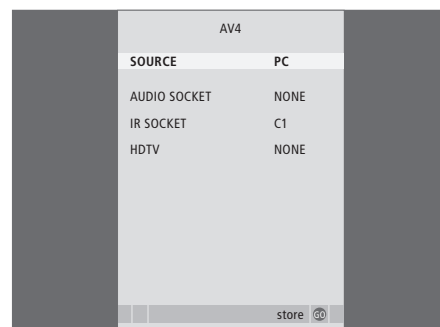 AV4
SOURCE PC
AUDIO SOCKET NONE
IR SOCKET C1
HDTV NONE
store GO